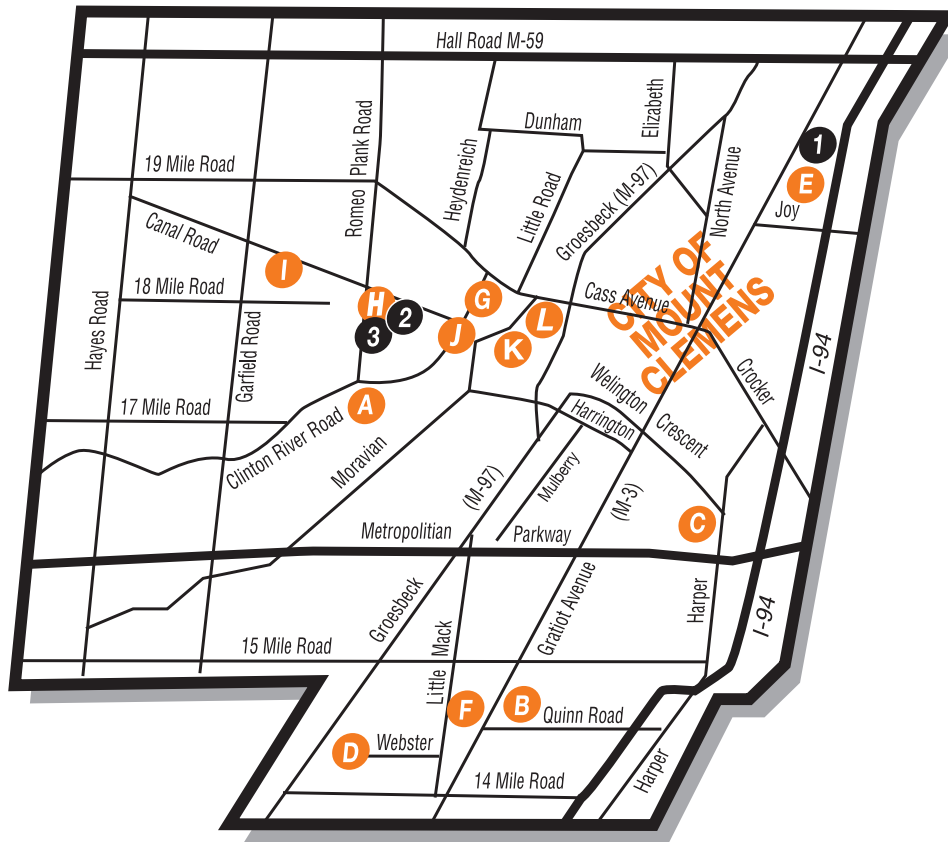 Hall Road M-59
Dunham
Elizabeth
1
19 Mile Road
Plank Road
Heydenreich
North Avenue
E
Joy
Little Road
Groesbeck (M-97)
Romeo
Canal Road
I
CITY OF
MOUNT
CLEMENS
18 Mile Road
H
2
3
G
Cass Avenue
L
J
K
Hayes Road
Garfield Road
I-94
Crocker
17 Mile Road
A
Welington
Crescent
Harrington
Clinton River Road
Moravian
Mulberry
(M-97)
(M-3)
C
Metropolitian
Parkway
Groesbeck
Gratiot Avenue
Harper
I-94
15 Mile Road
Little
Mack
F
B
Quinn Road
D
Webster
14 Mile Road
Harper